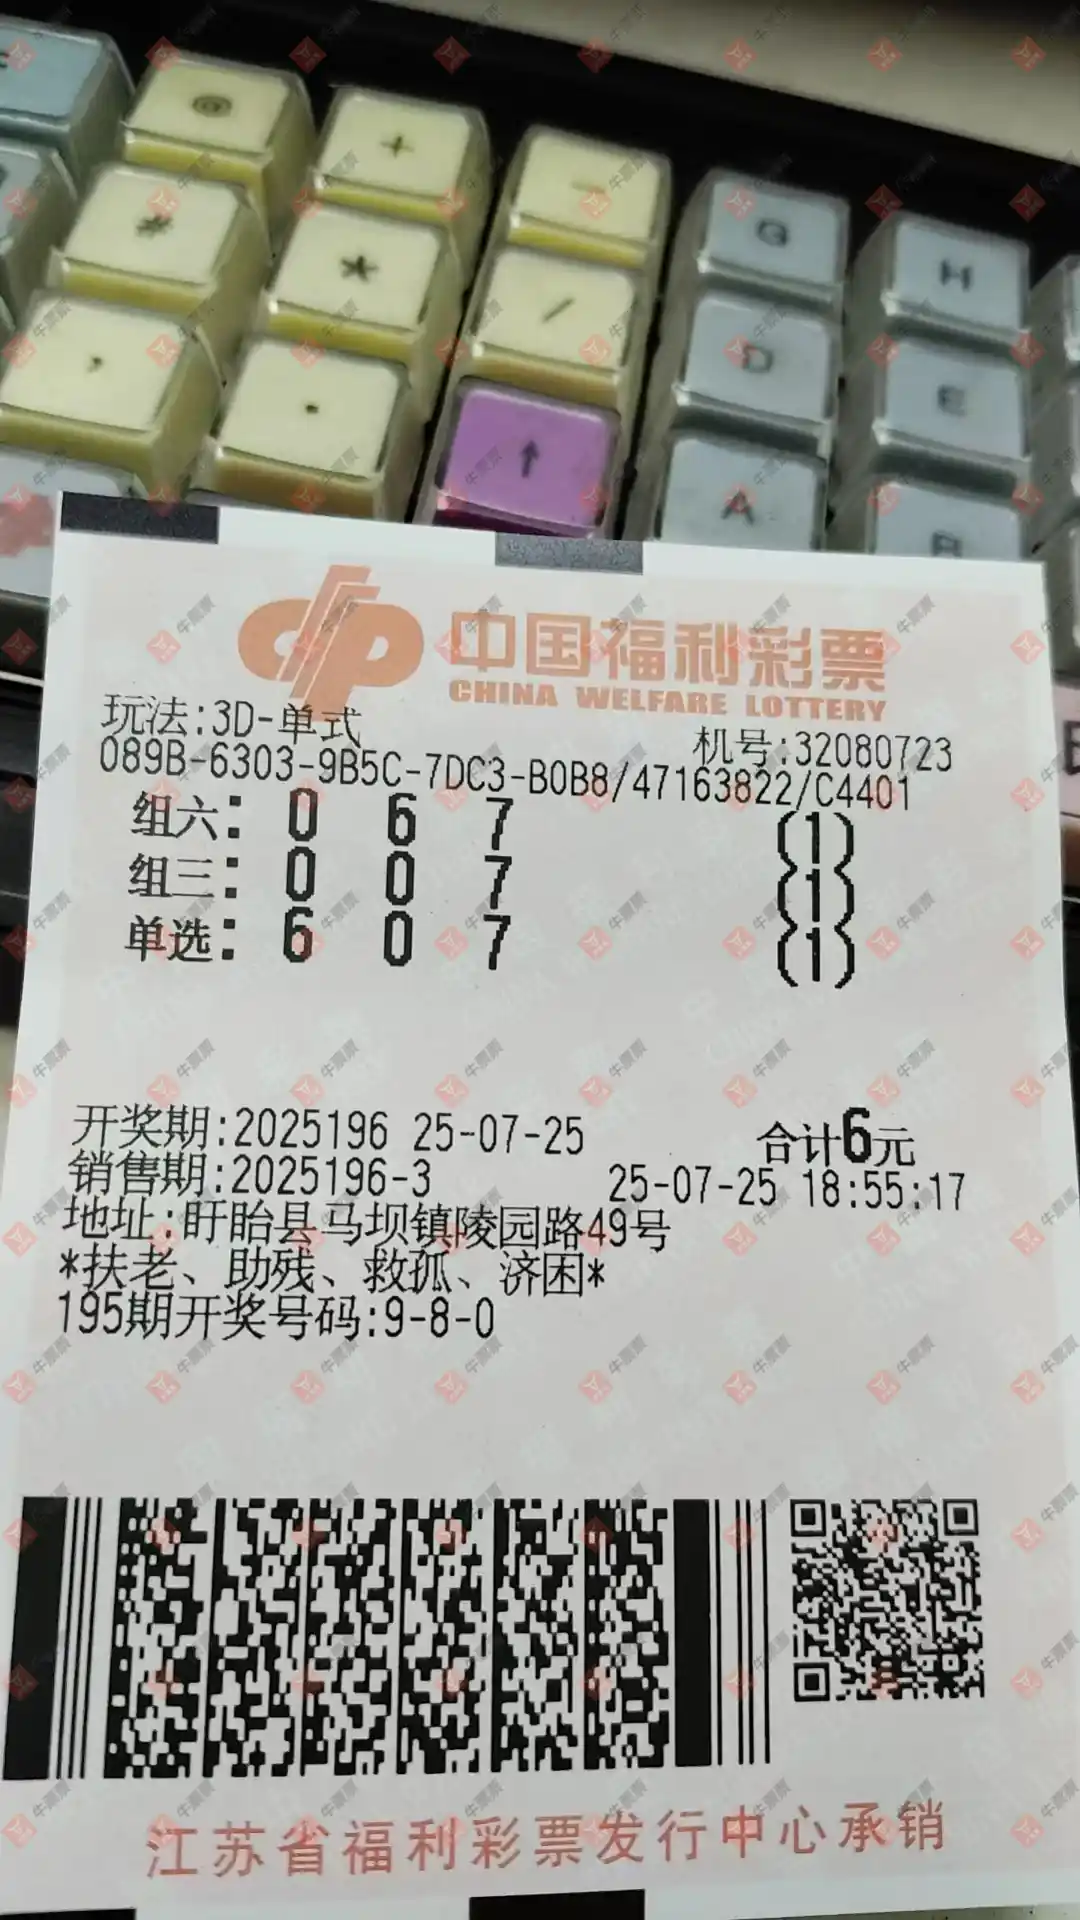 @
+
-
G
H
#
*
/
D
E
,
.
↑
A
B
中国福利彩票
CHINA WELFARE LOTTERY
玩法:3D-单式
机号:32080723
089B-6303-9B5C-7DC3-B0B8/47163822/C4401
组六: 0 6 7 (1)
组三: 0 0 7 (1)
单选: 6 0 7 (1)
开奖期:2025196 25-07-25 合计6元
销售期:2025196-3 25-07-25 18:55:17
地址:盱眙县马坝镇陵园路49号
*扶老、助残、救孤、济困*
195期开奖号码:9-8-0
江苏省福利彩票发行中心承销
牛票票